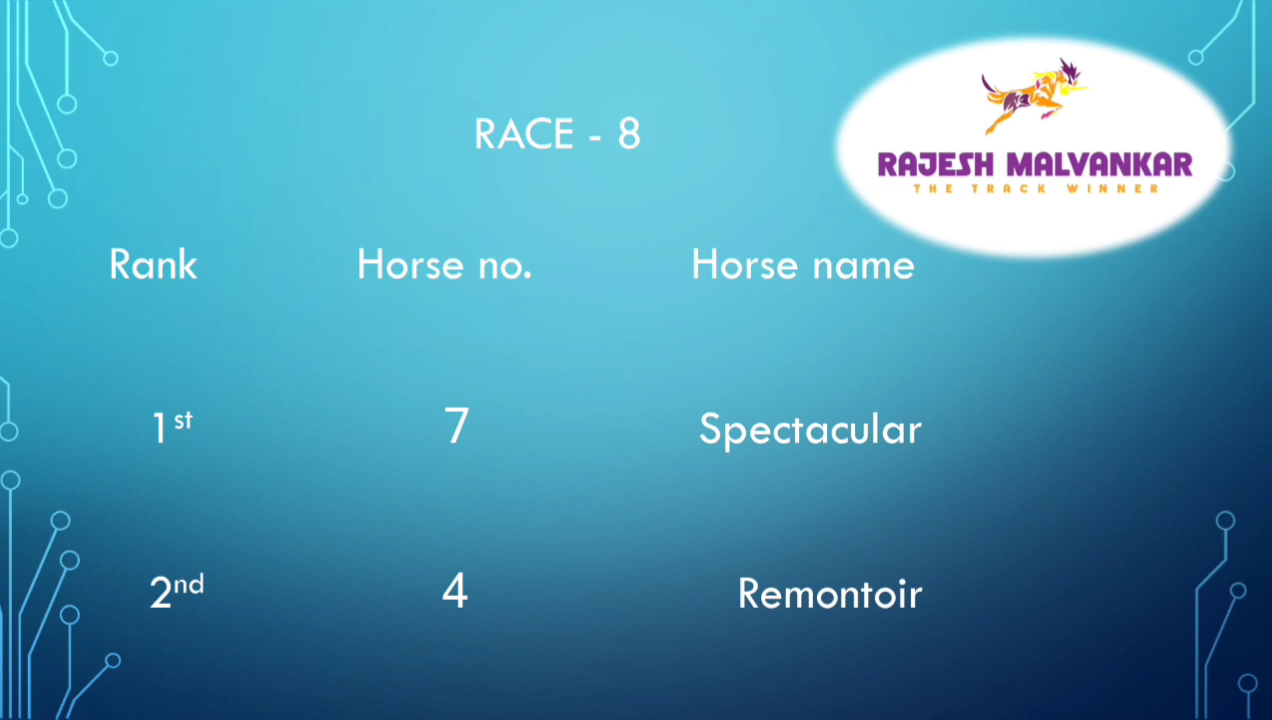 RACE - 8
RAJESH MALVANKAR
THE TRACK WINNER
Rank Horse no. Horse name
1st 7 Spectacular
2nd 4 Remontoir